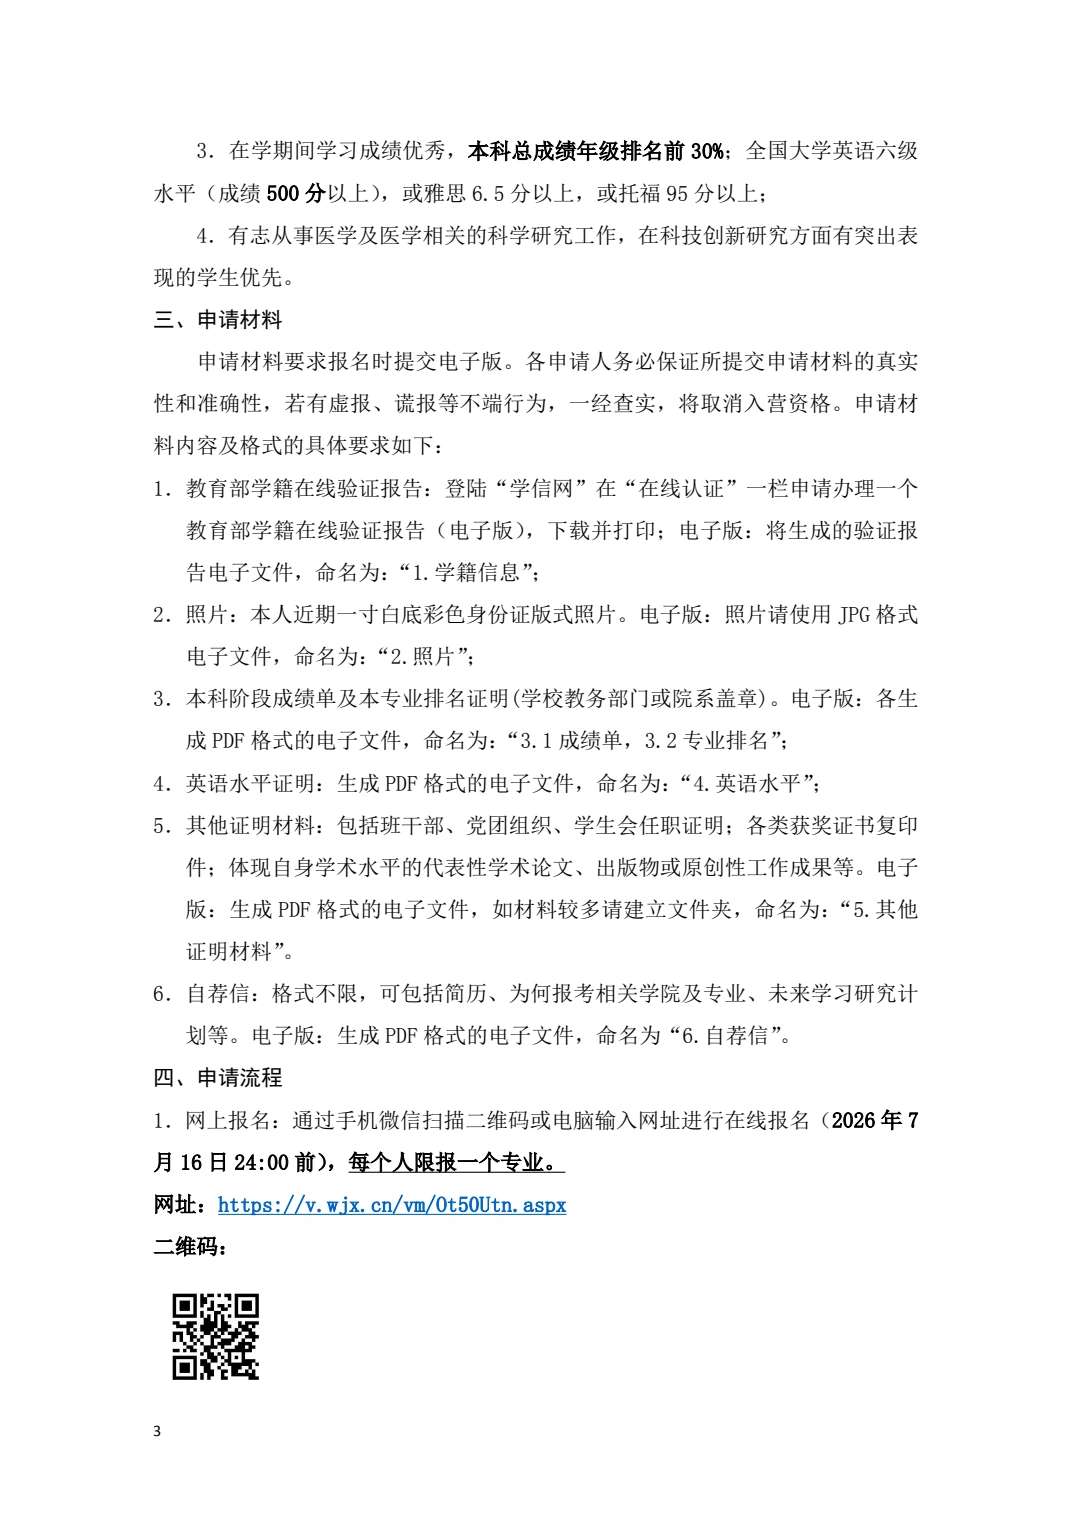 3. 在学期间学习成绩优秀，本科总成绩年级排名前 30%；全国大学英语六级
水平（成绩 500 分以上），或雅思 6.5 分以上，或托福 95 分以上；
4. 有志从事医学及医学相关的科学研究工作，在科技创新研究方面有突出表
现的学生优先。
三、申请材料
申请材料要求报名时提交电子版。各申请人务必保证所提交申请材料的真实
性和准确性，若有虚报、谎报等不端行为，一经查实，将取消入营资格。申请材
料内容及格式的具体要求如下：
1. 教育部学籍在线验证报告：登陆“学信网”在“在线认证”一栏申请办理一个
教育部学籍在线验证报告（电子版），下载并打印；电子版：将生成的验证报
告电子文件，命名为：“1.学籍信息”；
2. 照片：本人近期一寸白底彩色身份证版式照片。电子版：照片请使用 JPG 格式
电子文件，命名为：“2.照片”；
3. 本科阶段成绩单及本专业排名证明(学校教务部门或院系盖章)。电子版：各生
成 PDF 格式的电子文件，命名为：“3.1 成绩单，3.2 专业排名”；
4. 英语水平证明：生成 PDF 格式的电子文件，命名为：“4.英语水平”；
5. 其他证明材料：包括班干部、党团组织、学生会任职证明；各类获奖证书复印
件；体现自身学术水平的代表性学术论文、出版物或原创性工作成果等。电子
版：生成 PDF 格式的电子文件，如材料较多请建立文件夹，命名为：“5.其他
证明材料”。
6. 自荐信：格式不限，可包括简历、为何报考相关学院及专业、未来学习研究计
划等。电子版：生成 PDF 格式的电子文件，命名为“6.自荐信”。
四、申请流程
1. 网上报名：通过手机微信扫描二维码或电脑输入网址进行在线报名（2026 年 7
月 16 日 24:00 前），每个人限报一个专业。
网址：https://v.wjx.cn/vm/Ot50Utn.aspx
二维码：
3